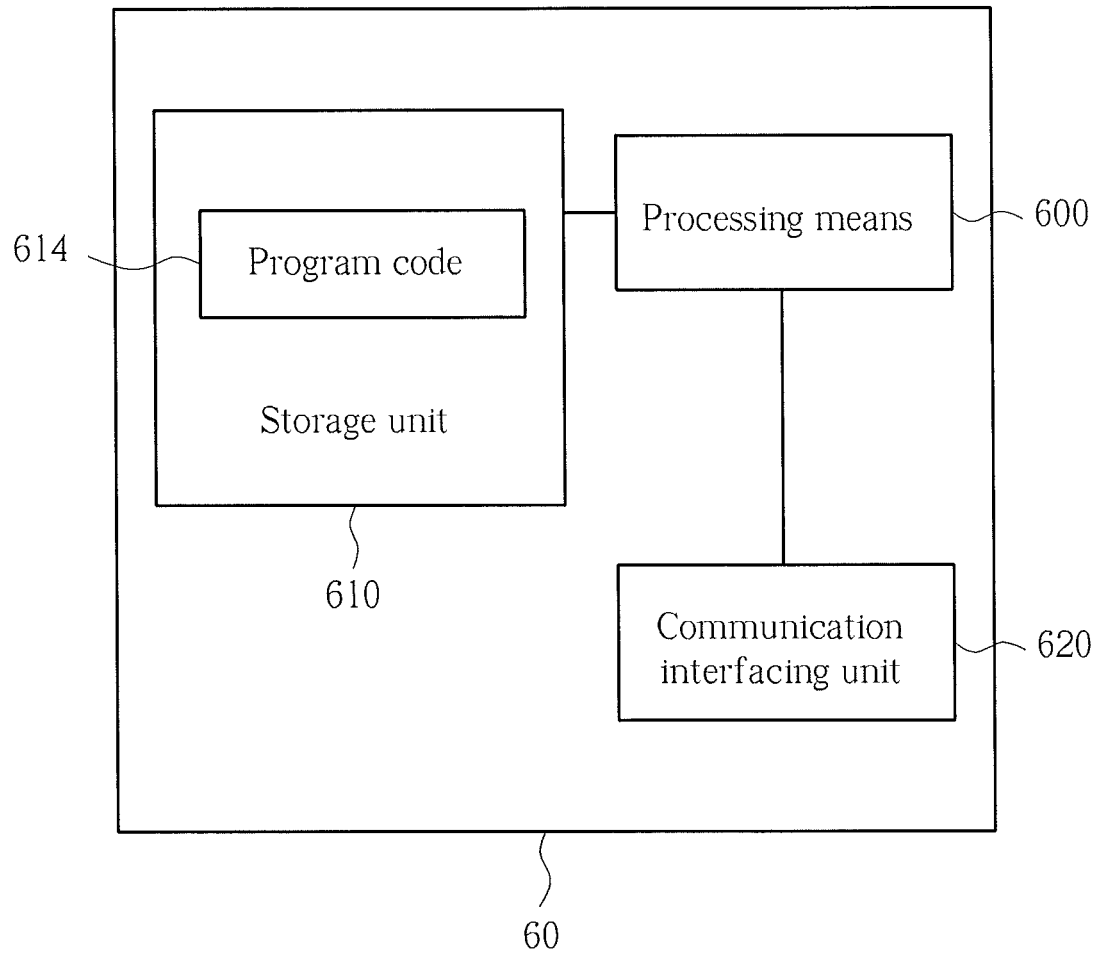 Processing means
600
614
Program code
Storage unit
610
Communication
interfacing unit
620
60